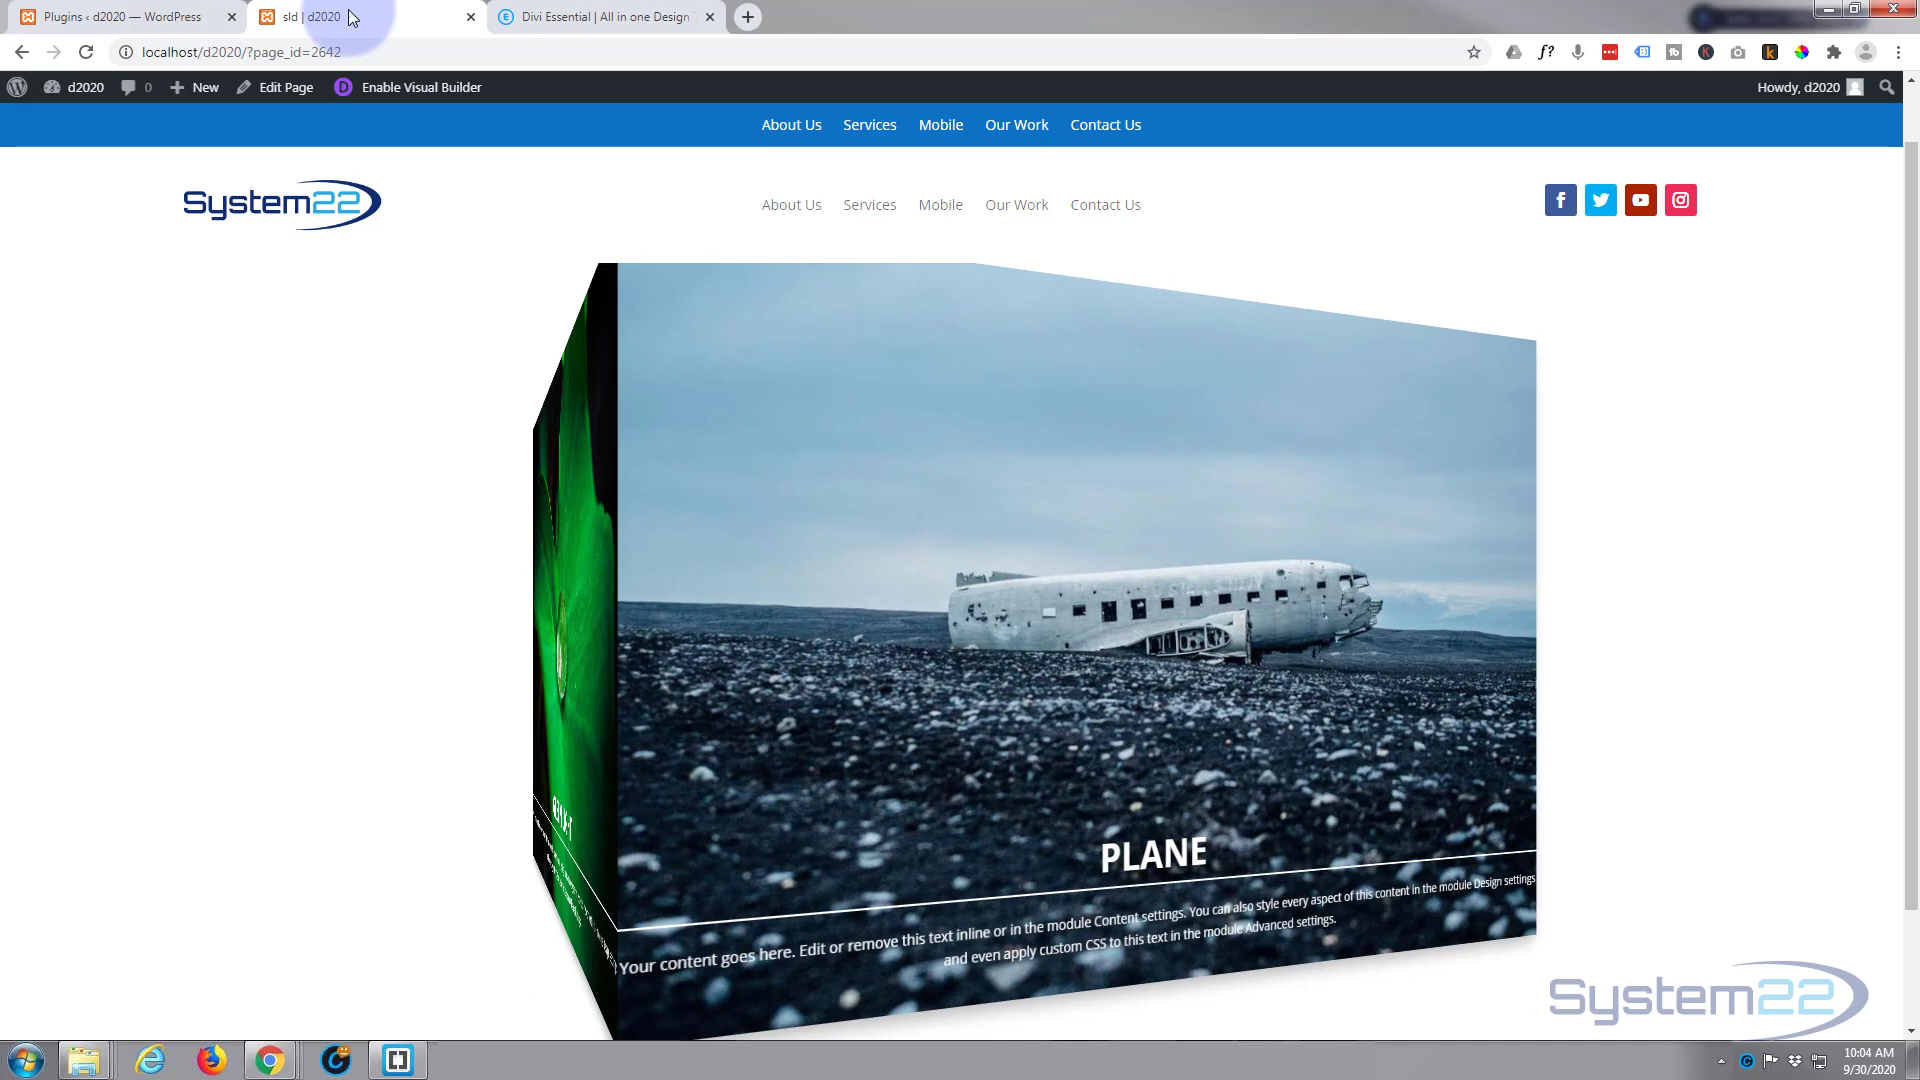 Plugins ‹ d2020 — WordPress
sld | d2020
Divi Essential | All in one Design
localhost/d2020/?page_id=2642
d2020
0
New
Edit Page
Enable Visual Builder
Howdy, d2020
About Us
Services
Mobile
Our Work
Contact Us
System22
About Us
Services
Mobile
Our Work
Contact Us
PLANE
Your content goes here. Edit or remove this text inline or in the module Content settings. You can also style every aspect of this content in the module Design settings
and even apply custom CSS to this text in the module Advanced settings.
System22
10:04 AM
9/30/2020